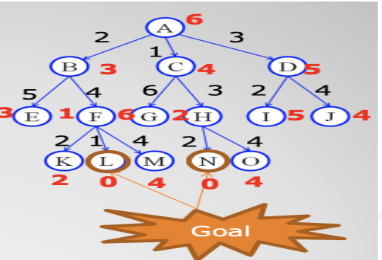 A 6
2 1 3
B 3 C 4 D 5
5 4 6 3 2 4
3 E 1 F 6 G 2 H I 5 J 4
2 1 4 2 4
K L M N O
2 0 4 0 4
Goal